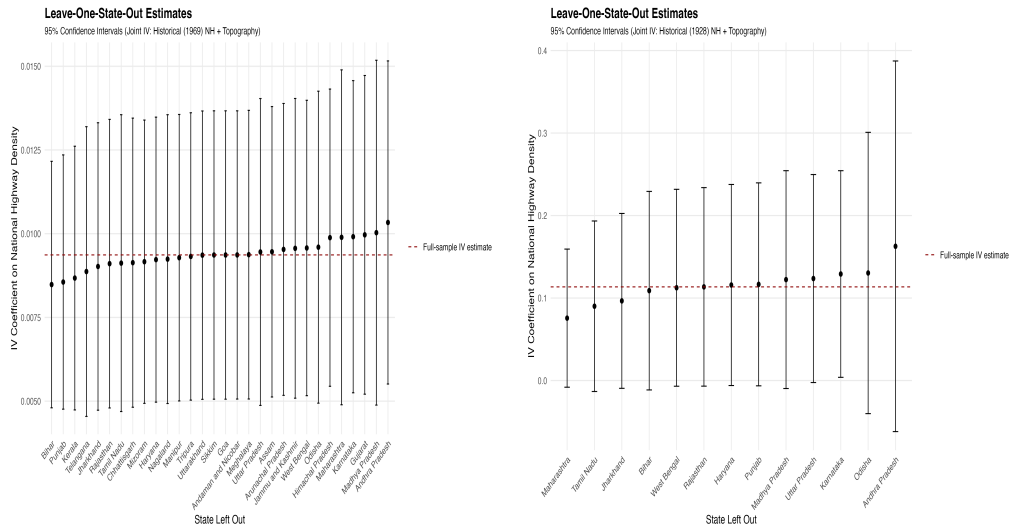 Leave-One-State-Out Estimates
95% Confidence Intervals (Joint IV: Historical (1969) NH + Topography)
IV Coefficient on National Highway Density
0.0150
0.0125
0.0100
0.0075
0.0050
Full-sample IV estimate
Bihar
Punjab
Kerala
Telangana
Jharkhand
Rajasthan
Tamil Nadu
Chhattisgarh
Mizoram
Haryana
Nagaland
Manipur
Tripura
Uttarakhand
Sikkim
Goa
Andaman and Nicobar
Meghalaya
Uttar Pradesh
Assam
Arunachal Pradesh
Jammu and Kashmir
West Bengal
Odisha
Himachal Pradesh
Maharashtra
Karnataka
Gujarat
Madhya Pradesh
Andhra Pradesh
State Left Out
Leave-One-State-Out Estimates
95% Confidence Intervals (Joint IV: Historical (1928) NH + Topography)
IV Coefficient on National Highway Density
0.4
0.3
0.2
0.1
0.0
Full-sample IV estimate
Maharashtra
Tamil Nadu
Jharkhand
Bihar
West Bengal
Rajasthan
Haryana
Punjab
Madhya Pradesh
Uttar Pradesh
Karnataka
Odisha
Andhra Pradesh
State Left Out